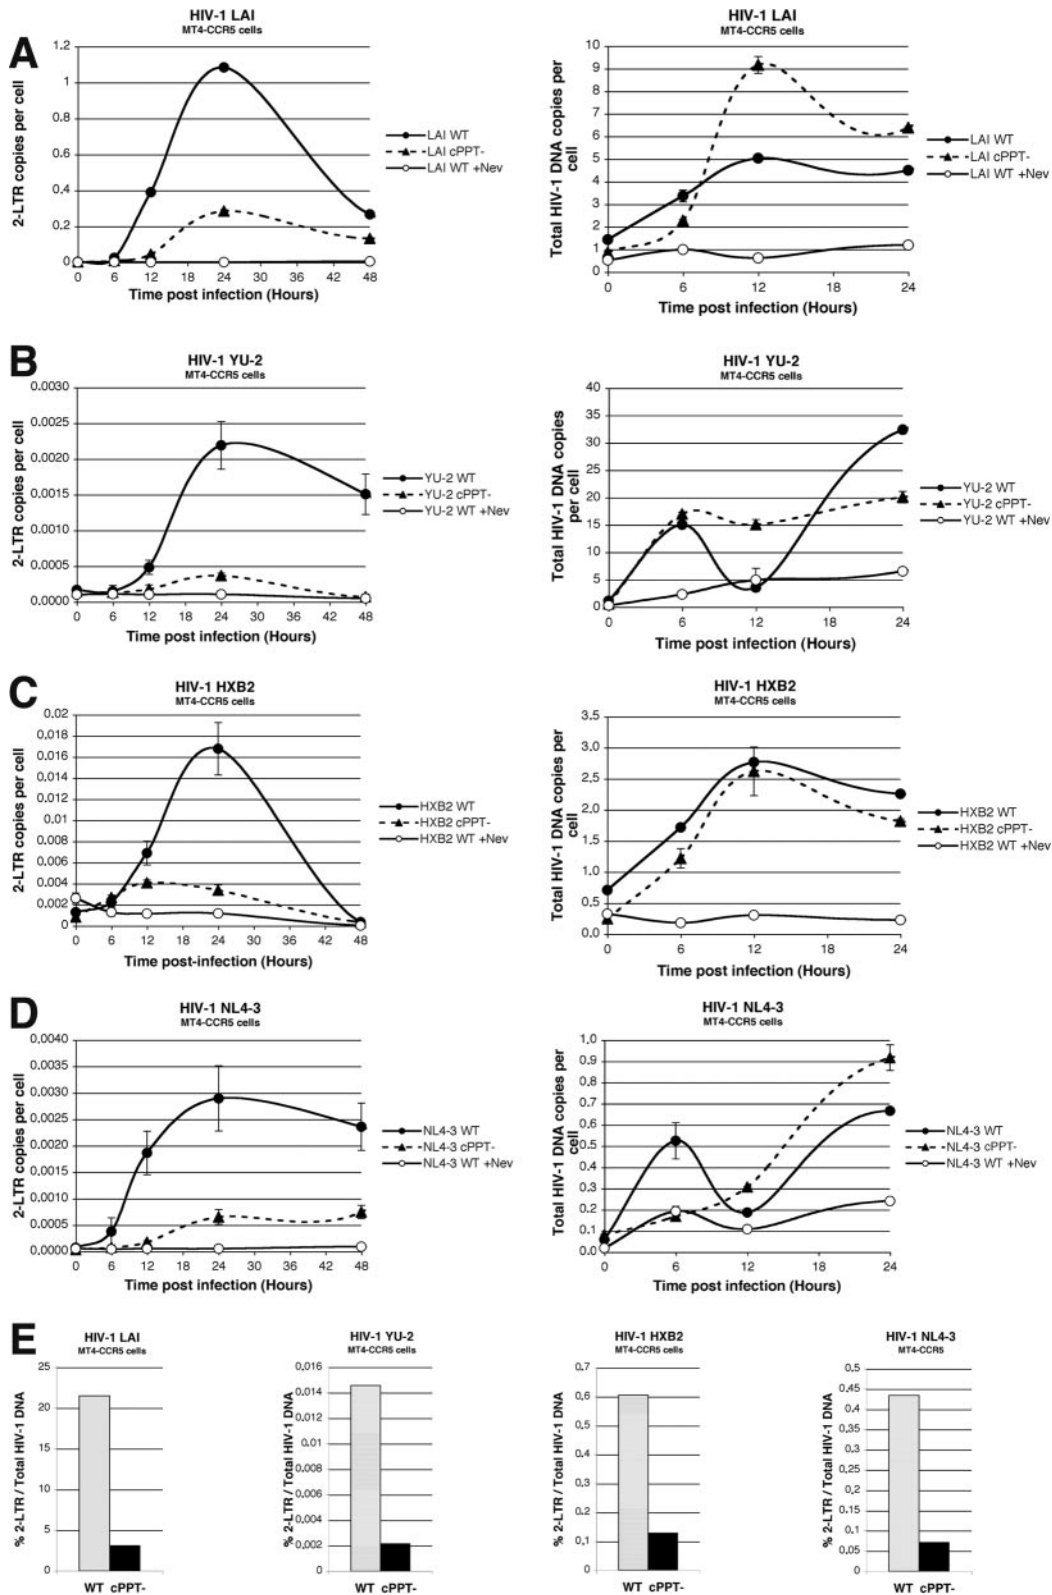 A
HIV-1 LAI
MT4-CCR5 cells
2-LTR copies per cell
1.2
1
0.8
0.6
0.4
0.2
0
0 6 12 18 24 30 36 42 48
Time post infection (Hours)
LAI WT
LAI cPPT-
LAI WT +Nev
HIV-1 LAI
MT4-CCR5 cells
Total HIV-1 DNA copies per
cell
10
9
8
7
6
5
4
3
2
1
0
0 6 12 18 24
Time post infection (Hours)
LAI WT
LAI cPPT-
LAI WT +Nev
B
HIV-1 YU-2
MT4-CCR5 cells
2-LTR copies per cell
0.0030
0.0025
0.0020
0.0015
0.0010
0.0005
0.0000
0 6 12 18 24 30 36 42 48
Time post infection (Hours)
YU-2 WT
YU-2 cPPT-
YU-2 WT +Nev
HIV-1 YU-2
MT4-CCR5 cells
Total HIV-1 DNA copies
per cell
40
35
30
25
20
15
10
5
0
0 6 12 18 24
Time post infection (Hours)
YU-2 WT
YU-2 cPPT-
YU-2 WT +Nev
C
HIV-1 HXB2
MT4-CCR5 cells
2-LTR copies per cell
0.02
0.018
0.016
0.014
0.012
0.01
0.008
0.006
0.004
0.002
0
0 6 12 18 24 30 36 42 48
Time post-infection (Hours)
HXB2 WT
HXB2 cPPT-
HXB2 WT +Nev
HIV-1 HXB2
MT4-CCR5 cells
Total HIV-1 DNA copies per
cell
3.5
3.0
2.5
2.0
1.5
1.0
0.5
0.0
0 6 12 18 24
Time post infection (Hours)
HXB2 WT
HXB2 cPPT-
HXB2 WT +Nev
D
HIV-1 NL4-3
MT4-CCR5 cells
2-LTR copies per cell
0.0040
0.0035
0.0030
0.0025
0.0020
0.0015
0.0010
0.0005
0.0000
0 6 12 18 24 30 36 42 48
Time post infection (Hours)
NL4-3 WT
NL4-3 cPPT-
NL4-3 WT +Nev
HIV-1 NL4-3
MT4-CCR5 cells
Total HIV-1 DNA copies per
cell
1.0
0.9
0.8
0.7
0.6
0.5
0.4
0.3
0.2
0.1
0.0
0 6 12 18 24
Time post infection (Hours)
NL4-3 WT
NL4-3 cPPT-
NL4-3 WT +Nev
E
HIV-1 LAI
MT4-CCR5 cells
% 2-LTR / Total HIV-1 DNA
25
20
15
10
5
0
WT cPPT-
HIV-1 YU-2
MT4-CCR5 cells
% 2-LTR / Total HIV-1 DNA
0,016
0,014
0,012
0,01
0,008
0,006
0,004
0,002
0
WT cPPT-
HIV-1 HXB2
MT4-CCR5 cells
% 2-LTR / Total HIV-1 DNA
0,7
0,6
0,5
0,4
0,3
0,2
0,1
0
WT cPPT-
HIV-1 NL4-3
MT4-CCR5
% 2-LTR / Total HIV-1 DNA
0,5
0,45
0,4
0,35
0,3
0,25
0,2
0,15
0,1
0,05
0
WT cPPT-